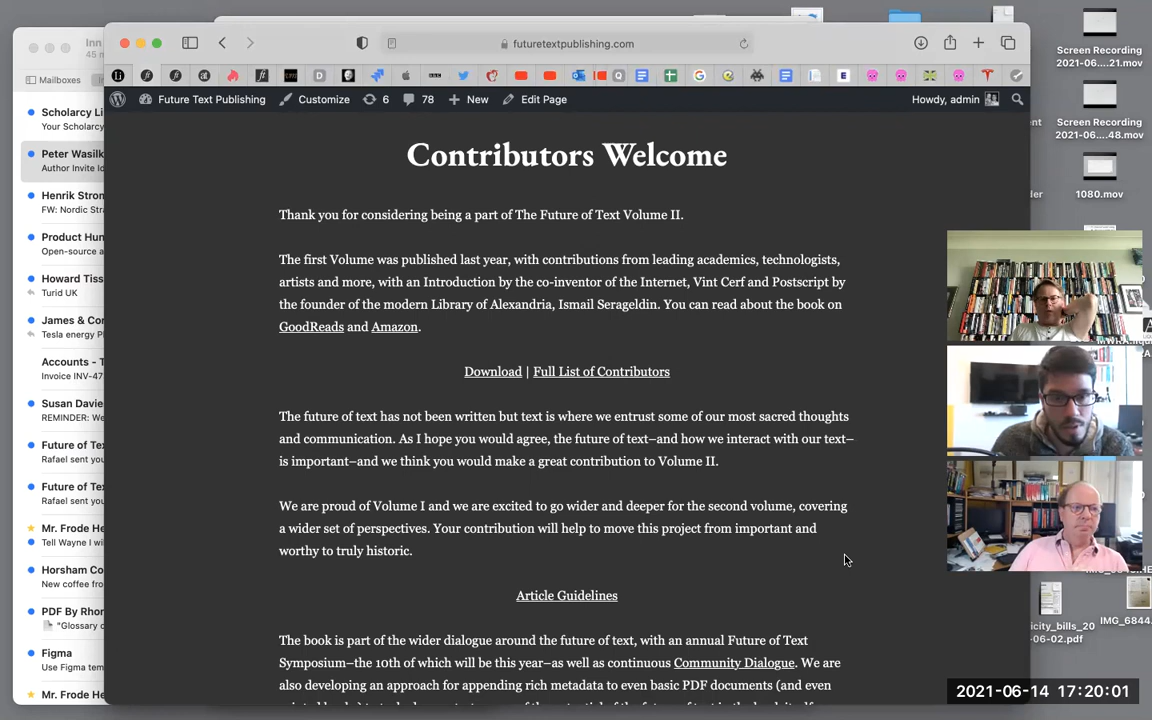 Inn
45 m
Mailboxes
In
Scholarcy Li
Your Scholarcy
Peter Wasilk
Author Invite Id
Henrik Strom
FW: Nordic Stra
Product Hun
Open-source a
Howard Tiss
Turid UK
James & Cor
Tesla energy P
Accounts - T
Invoice INV-47
Susan Davie
REMINDER: We
Future of Tex
Rafael sent you
Future of Tex
Rafael sent you
Mr. Frode He
Tell Wayne I wi
Horsham Co
New coffee fro
PDF By Rhor
"Glossary o
Figma
Use Figma tem
Mr. Frode He
futuretextpublishing.com
Future Text Publishing
Customize
6
78
New
Edit Page
Howdy, admin
Contributors Welcome
Thank you for considering being a part of The Future of Text Volume II.
The first Volume was published last year, with contributions from leading academics, technologists,
artists and more, with an Introduction by the co-inventor of the Internet, Vint Cerf and Postscript by
the founder of the modern Library of Alexandria, Ismail Serageldin. You can read about the book on
GoodReads and Amazon.
Download | Full List of Contributors
The future of text has not been written but text is where we entrust some of our most sacred thoughts
and communication. As I hope you would agree, the future of text–and how we interact with our text–
is important–and we think you would make a great contribution to Volume II.
We are proud of Volume I and we are excited to go wider and deeper for the second volume, covering
a wider set of perspectives. Your contribution will help to move this project from important and
worthy to truly historic.
Article Guidelines
The book is part of the wider dialogue around the future of text, with an annual Future of Text
Symposium–the 10th of which will be this year–as well as continuous Community Dialogue. We are
also developing an approach for appending rich metadata to even basic PDF documents (and even
Screen Recording
2021-06....21.mov
Screen Recording
2021-06....48.mov
1080.mov
icity_bills_20
-06-02.pdf
IMG_6844.
2021-06-14 17:20:01